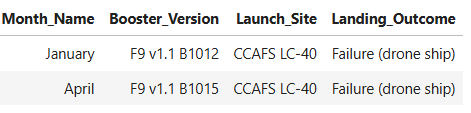 Month_Name Booster_Version Launch_Site Landing_Outcome
January F9 v1.1 B1012 CCAFS LC-40 Failure (drone ship)
April F9 v1.1 B1015 CCAFS LC-40 Failure (drone ship)